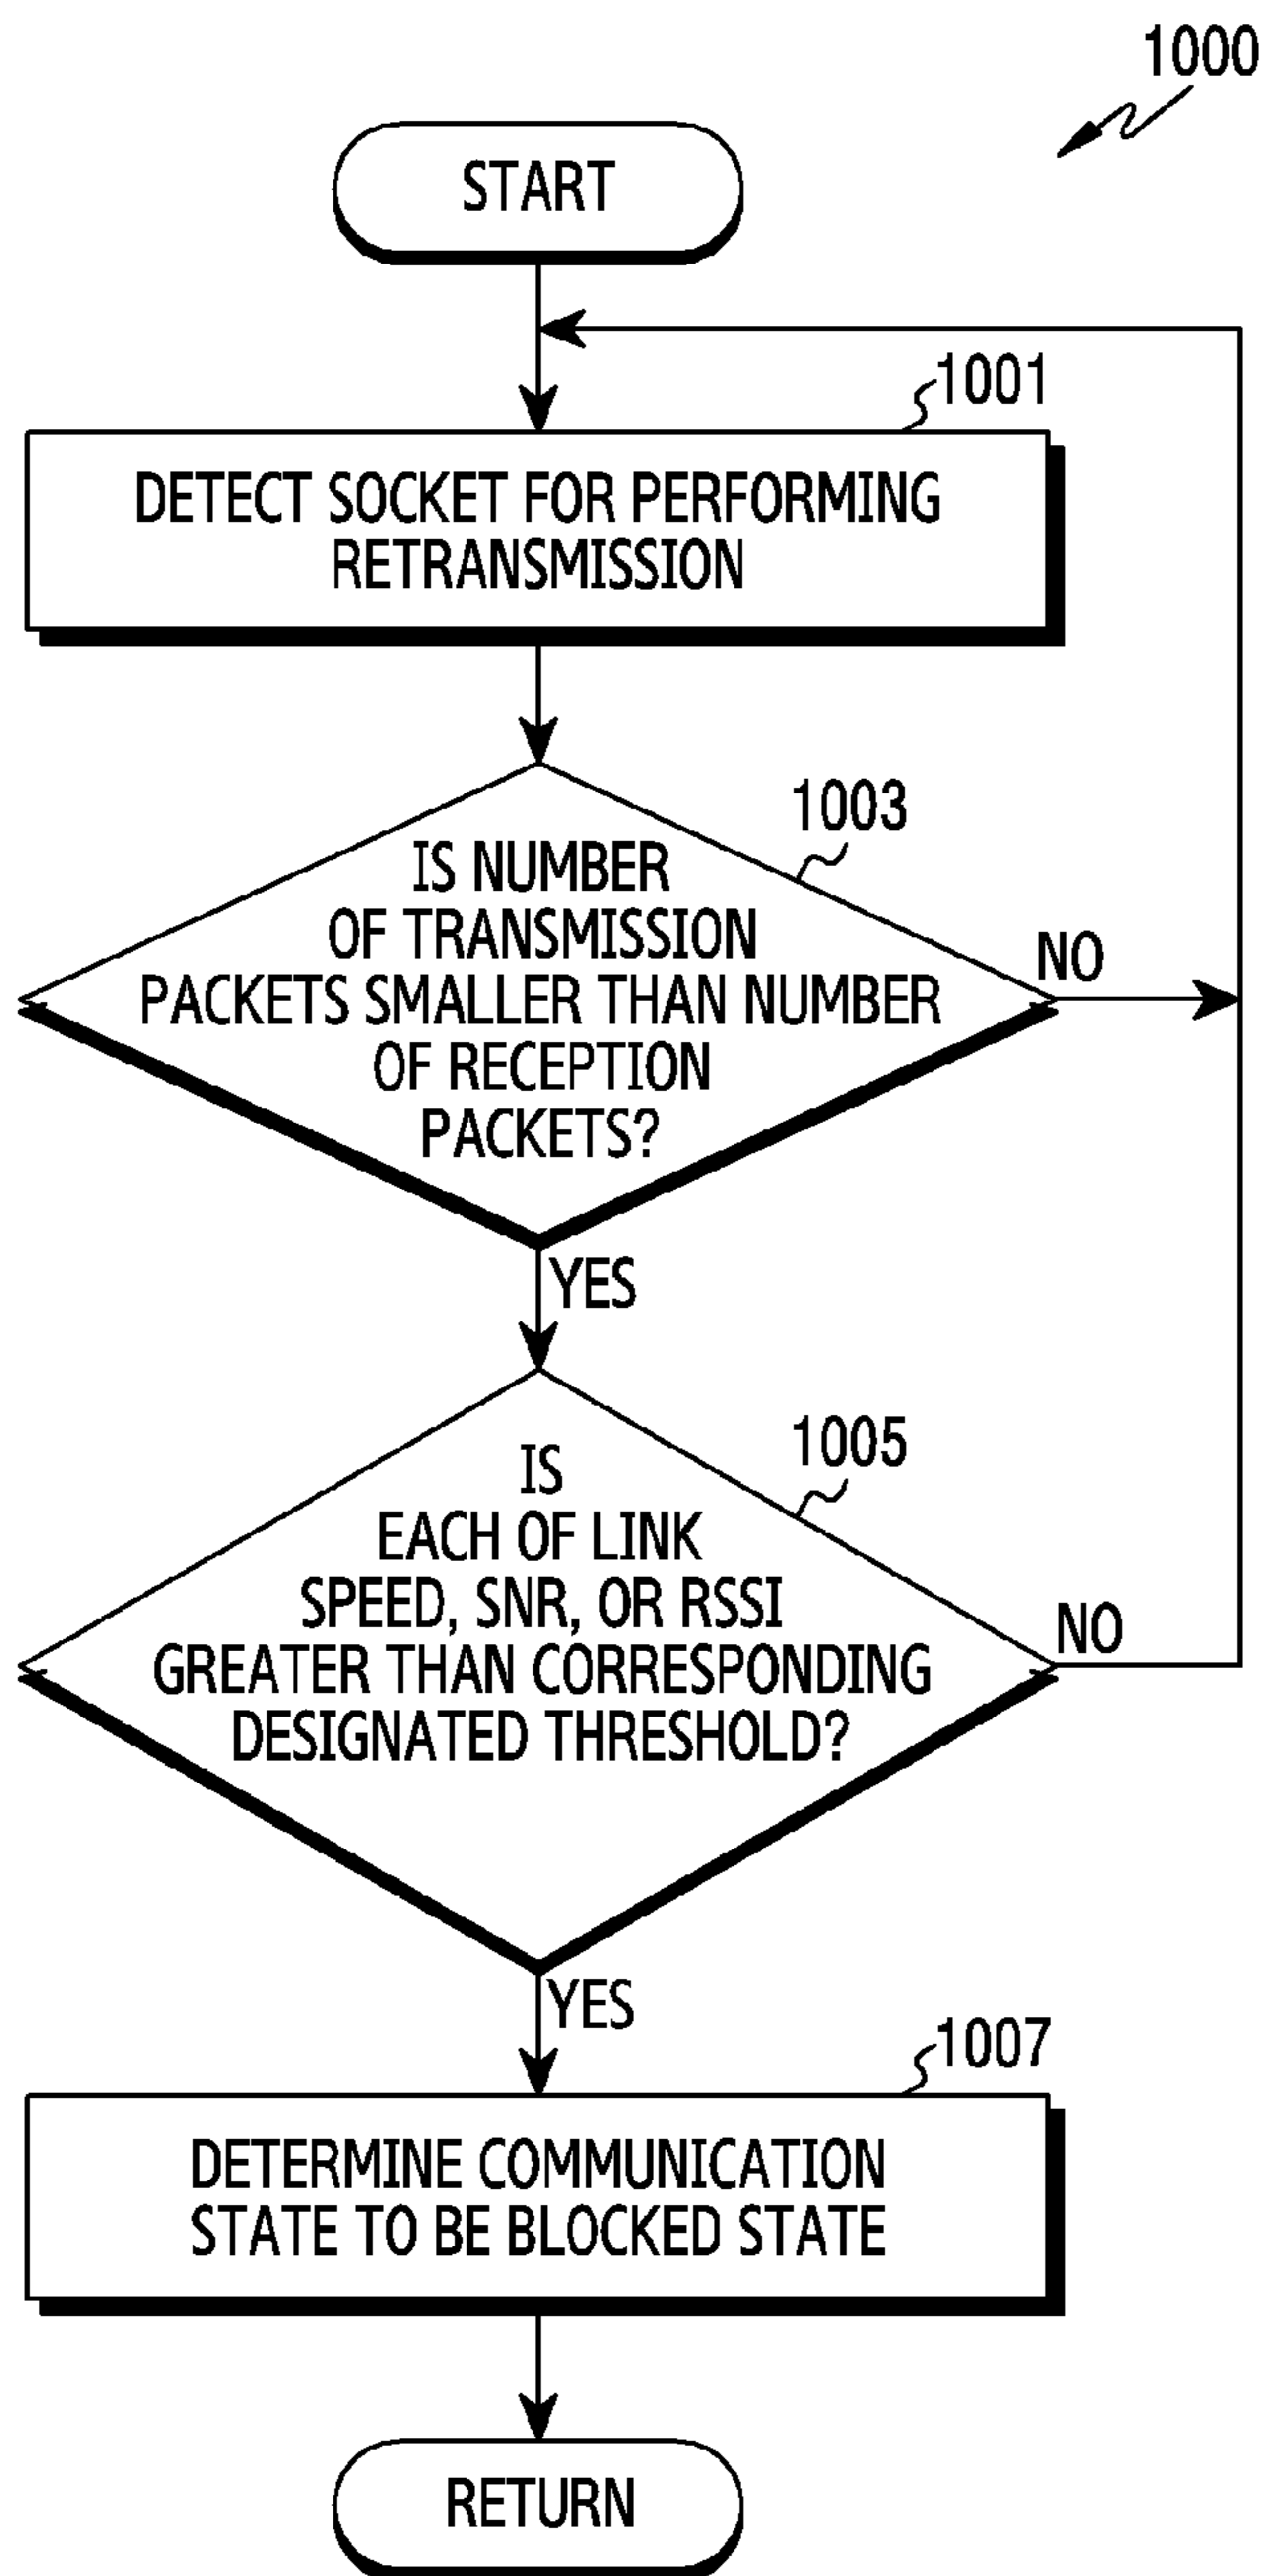 1000
START
1001
DETECT SOCKET FOR PERFORMING
RETRANSMISSION
1003
IS NUMBER
OF TRANSMISSION
PACKETS SMALLER THAN NUMBER
OF RECEPTION
PACKETS?
NO
YES
1005
IS
EACH OF LINK
SPEED, SNR, OR RSSI
GREATER THAN CORRESPONDING
DESIGNATED THRESHOLD?
NO
YES
1007
DETERMINE COMMUNICATION
STATE TO BE BLOCKED STATE
RETURN